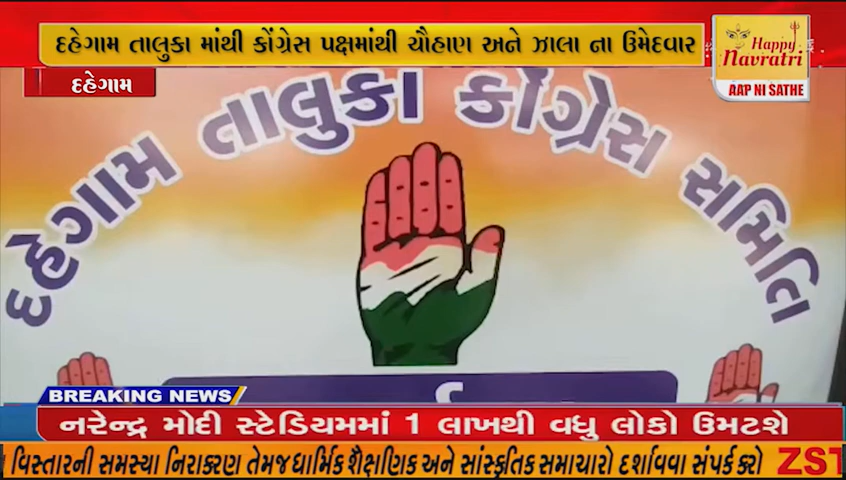 દહેગામ તાલુકા માંથી કોંગ્રેસ પક્ષમાંથી ચૌહાણ અને ઝાલા ના ઉમેદવાર
Happy
Navratri
AAP NI SATHE
દહેગામ
દહેગામ તાલુકા કોંગ્રેસ સમિતિ
BREAKING NEWS
નરેન્દ્ર મોદી સ્ટેડિયમમાં 1 લાખથી વધુ લોકો ઉમટશે
વિસ્તારની સમસ્યા નિરાકરણ તેમજ ધાર્મિક શૈક્ષણિક અને સાંસ્કૃતિક સમાચારો દર્શાવવા સંપર્ક કરો ZST